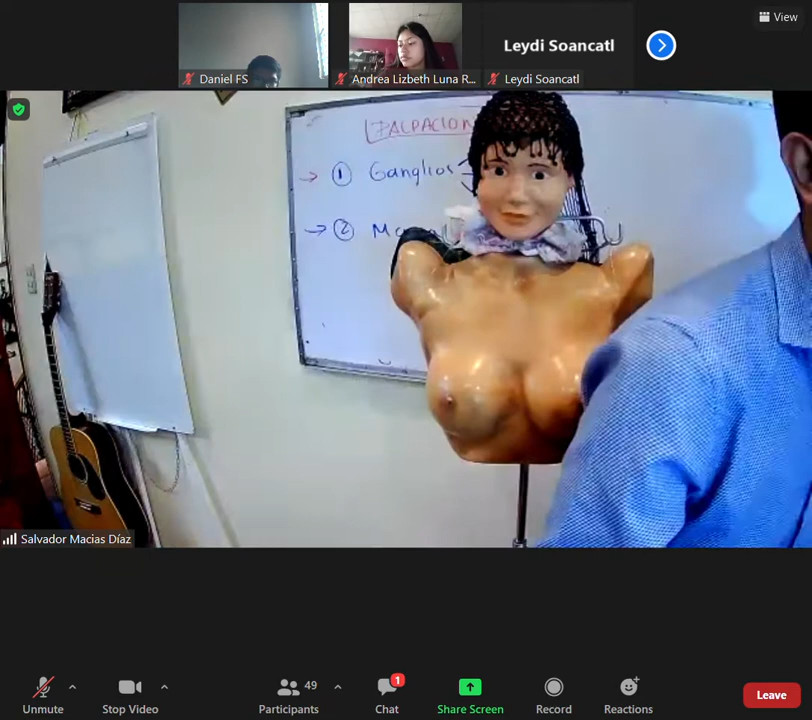 View
Leydi Soancatl
Daniel FS
Andrea Lizbeth Luna R...
Leydi Soancatl
PALPACION
→ ① Ganglios
→ ②
Salvador Macias Díaz
49
1
Unmute
Stop Video
Participants
Chat
Share Screen
Record
Reactions
Leave